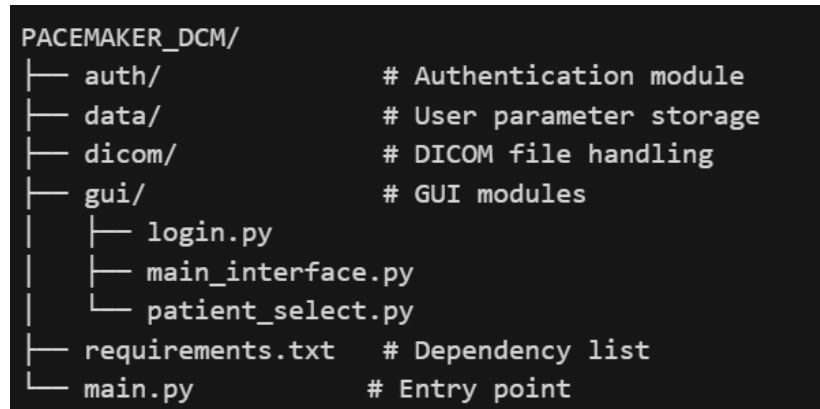 PACEMAKER_DCM/
├── auth/              # Authentication module
├── data/              # User parameter storage
├── dicom/             # DICOM file handling
├── gui/               # GUI modules
│   ├── login.py
│   ├── main_interface.py
│   └── patient_select.py
├── requirements.txt   # Dependency list
└── main.py           # Entry point